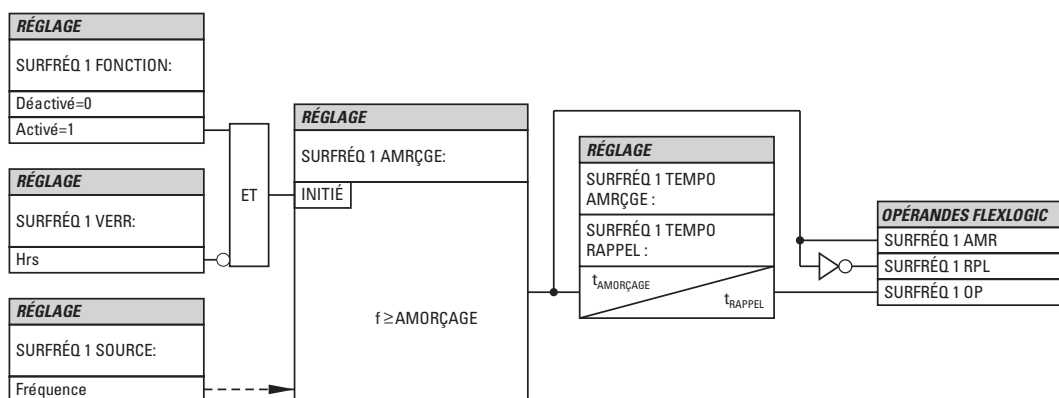 RÉGLAGE
SURFRÉQ 1 FONCTION:
Déactivé=0
Activé=1
RÉGLAGE
SURFRÉQ 1 VERR:
Hrs
RÉGLAGE
SURFRÉQ 1 SOURCE:
Fréquence
ET
RÉGLAGE
SURFRÉQ 1 AMRÇGE:
INITIÉ
f ≥ AMORÇAGE
RÉGLAGE
SURFRÉQ 1 TEMPO
AMRÇGE :
SURFRÉQ 1 TEMPO
RAPPEL :
tAMORÇAGE
tRAPPEL
OPÉRANDES FLEXLOGIC
SURFRÉQ 1 AMR
SURFRÉQ 1 RPL
SURFRÉQ 1 OP